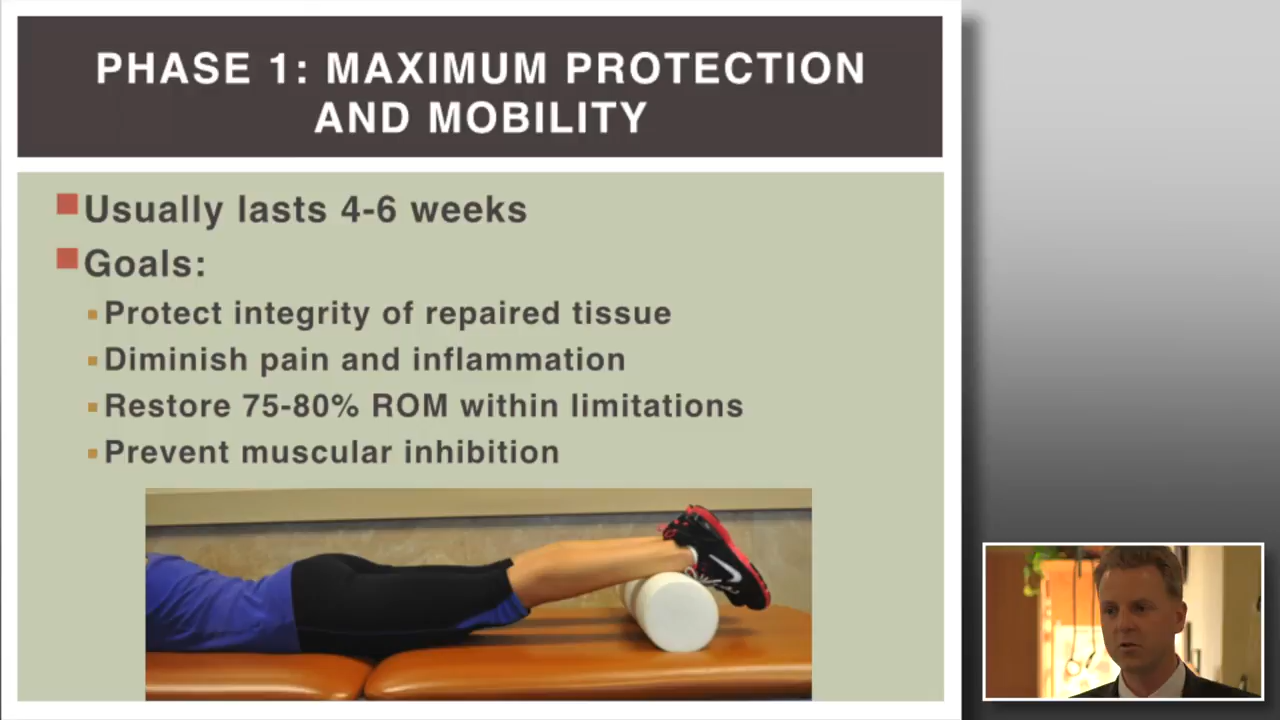 PHASE 1: MAXIMUM PROTECTION
AND MOBILITY
Usually lasts 4-6 weeks
Goals:
Protect integrity of repaired tissue
Diminish pain and inflammation
Restore 75-80% ROM within limitations
Prevent muscular inhibition